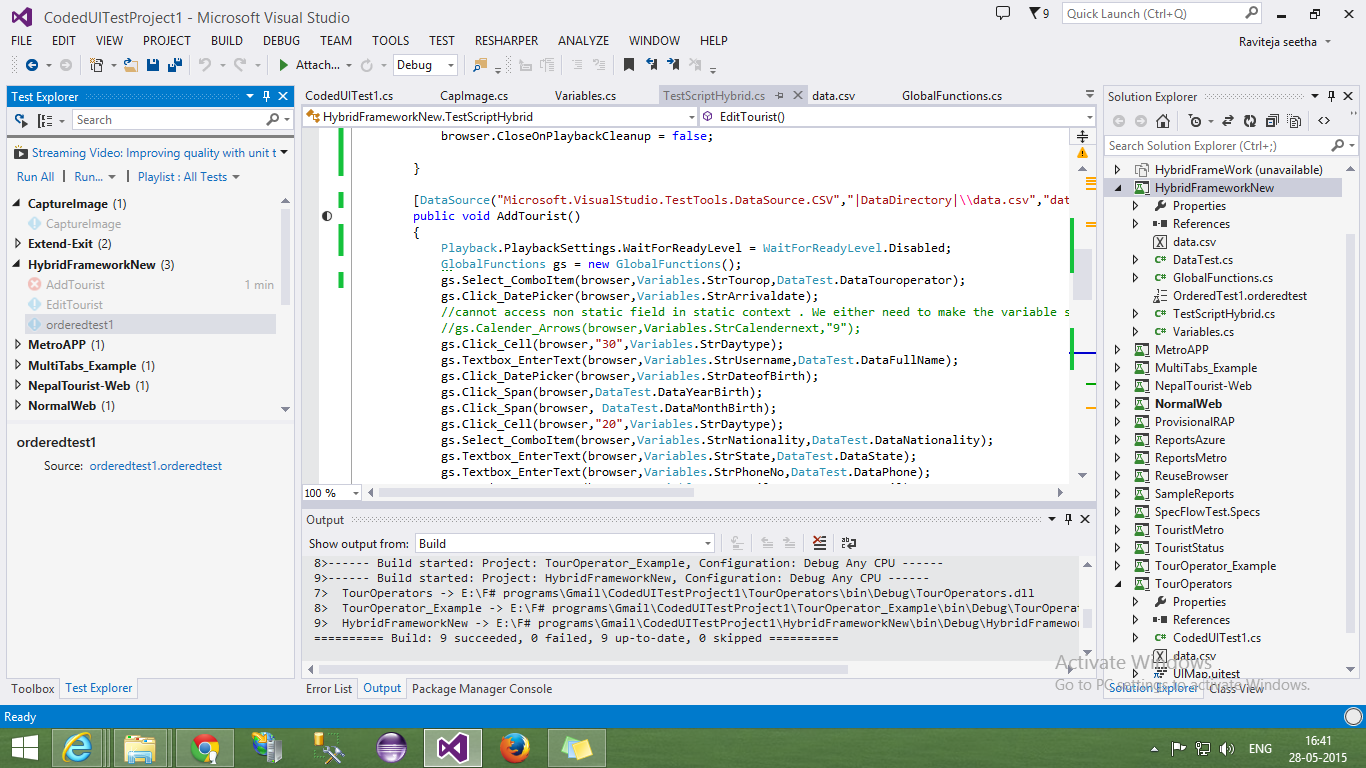 CodedUITestProject1 - Microsoft Visual Studio
9
Quick Launch (Ctrl+Q)
FILE EDIT VIEW PROJECT BUILD DEBUG TEAM TOOLS TEST RESHARPER ANALYZE WINDOW HELP
Raviteja seetha
Attach... Debug
Test Explorer
Search
Streaming Video: Improving quality with unit t
Run All | Run... | Playlist : All Tests
CaptureImage (1)
CaptureImage
Extend-Exit (2)
HybridFrameworkNew (3)
AddTourist 1 min
EditTourist
orderedtest1
MetroAPP (1)
MultiTabs_Example (1)
NepalTourist-Web (1)
NormalWeb (1)
orderedtest1
Source: orderedtest1.orderedtest
Toolbox Test Explorer
CodedUITest1.cs CapImage.cs Variables.cs TestScriptHybrid.cs data.csv GlobalFunctions.cs
HybridFrameworkNew.TestScriptHybrid EditTourist()
browser.CloseOnPlaybackCleanup = false;
}
[DataSource("Microsoft.VisualStudio.TestTools.DataSource.CSV","|DataDirectory|\\data.csv","dat
public void AddTourist()
{
Playback.PlaybackSettings.WaitForReadyLevel = WaitForReadyLevel.Disabled;
GlobalFunctions gs = new GlobalFunctions();
gs.Select_ComboItem(browser,Variables.StrTourop,DataTest.DataTouroperator);
gs.Click_DatePicker(browser,Variables.StrArrivaldate);
//cannot access non static field in static context . We either need to make the variable s
//gs.Calender_Arrows(browser,Variables.StrCalendernext,"9");
gs.Click_Cell(browser,"30",Variables.StrDaytype);
gs.Textbox_EnterText(browser,Variables.StrUsername,DataTest.DataFullName);
gs.Click_DatePicker(browser,Variables.StrDateofBirth);
gs.Click_Span(browser,DataTest.DataYearBirth);
gs.Click_Span(browser, DataTest.DataMonthBirth);
gs.Click_Cell(browser,"20",Variables.StrDaytype);
gs.Select_ComboItem(browser,Variables.StrNationality,DataTest.DataNationality);
gs.Textbox_EnterText(browser,Variables.StrState,DataTest.DataState);
gs.Textbox_EnterText(browser,Variables.StrPhoneNo,DataTest.DataPhone);
100 %
Output
Show output from: Build
8>------ Build started: Project: TourOperator_Example, Configuration: Debug Any CPU ------
9>------ Build started: Project: HybridFrameworkNew, Configuration: Debug Any CPU ------
7> TourOperators -> E:\F# programs\Gmail\CodedUITestProject1\TourOperators\bin\Debug\TourOperators.dll
8> TourOperator_Example -> E:\F# programs\Gmail\CodedUITestProject1\TourOperator_Example\bin\Debug\TourOpera
9> HybridFrameworkNew -> E:\F# programs\Gmail\CodedUITestProject1\HybridFrameworkNew\bin\Debug\HybridFramewo
========== Build: 9 succeeded, 0 failed, 9 up-to-date, 0 skipped ==========
Error List Output Package Manager Console
Solution Explorer
Search Solution Explorer (Ctrl+;)
HybridFrameWork (unavailable)
HybridFrameworkNew
Properties
References
data.csv
C# DataTest.cs
C# GlobalFunctions.cs
OrderedTest1.orderedtest
C# TestScriptHybrid.cs
C# Variables.cs
MetroAPP
MultiTabs_Example
NepalTourist-Web
NormalWeb
ProvisionalRAP
ReportsAzure
ReportsMetro
ReuseBrowser
SampleReports
SpecFlowTest.Specs
TouristMetro
TouristStatus
TourOperator_Example
TourOperators
Properties
References
C# CodedUITest1.cs
data.csv
UIMap.uitest
Activate Windows
Go to PC settings to activate Windows.
Solution Explorer Class View
Ready
ENG
16:41
28-05-2015